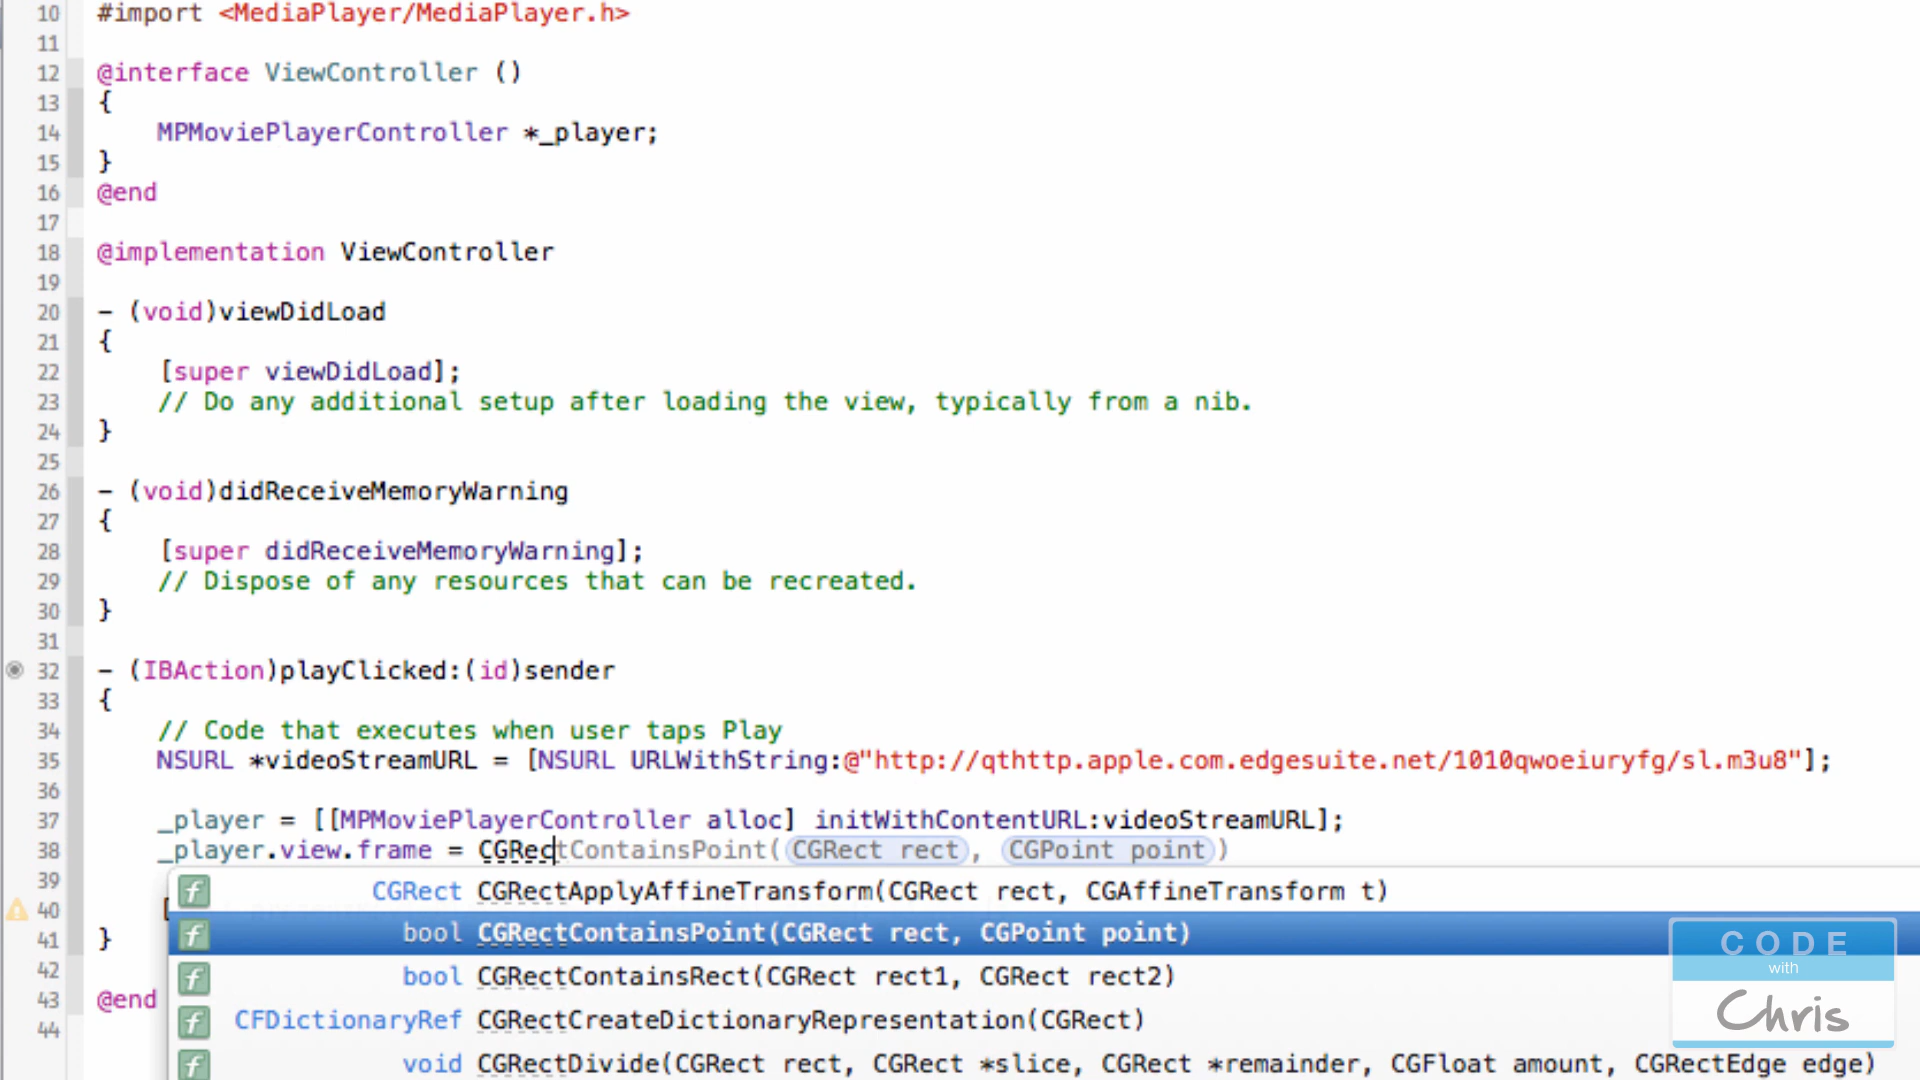 10 #import <MediaPlayer/MediaPlayer.h>
11
12 @interface ViewController ()
13 {
14     MPMoviePlayerController *_player;
15 }
16 @end
17
18 @implementation ViewController
19
20 - (void)viewDidLoad
21 {
22     [super viewDidLoad];
23     // Do any additional setup after loading the view, typically from a nib.
24 }
25
26 - (void)didReceiveMemoryWarning
27 {
28     [super didReceiveMemoryWarning];
29     // Dispose of any resources that can be recreated.
30 }
31
32 - (IBAction)playClicked:(id)sender
33 {
34     // Code that executes when user taps Play
35     NSURL *videoStreamURL = [NSURL URLWithString:@"http://qthttp.apple.com.edgesuite.net/1010qwoeiuryfg/sl.m3u8"];
36
37     _player = [[MPMoviePlayerController alloc] initWithContentURL:videoStreamURL];
38     _player.view.frame = CGRectContainsPoint(CGRect rect, CGPoint point)
39
f CGRect CGRectApplyAffineTransform(CGRect rect, CGAffineTransform t)
40     [
f bool CGRectContainsPoint(CGRect rect, CGPoint point)
41 }
42
f bool CGRectContainsRect(CGRect rect1, CGRect rect2)
43 @end
f CFDictionaryRef CGRectCreateDictionaryRepresentation(CGRect)
44
f void CGRectDivide(CGRect rect, CGRect *slice, CGRect *remainder, CGFloat amount, CGRectEdge edge)
CODE
with
Chris